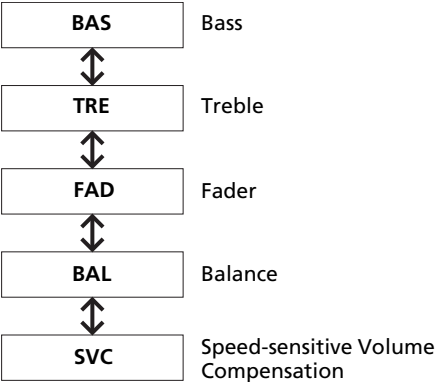 BAS Bass
TRE Treble
FAD Fader
BAL Balance
SVC Speed-sensitive Volume
Compensation